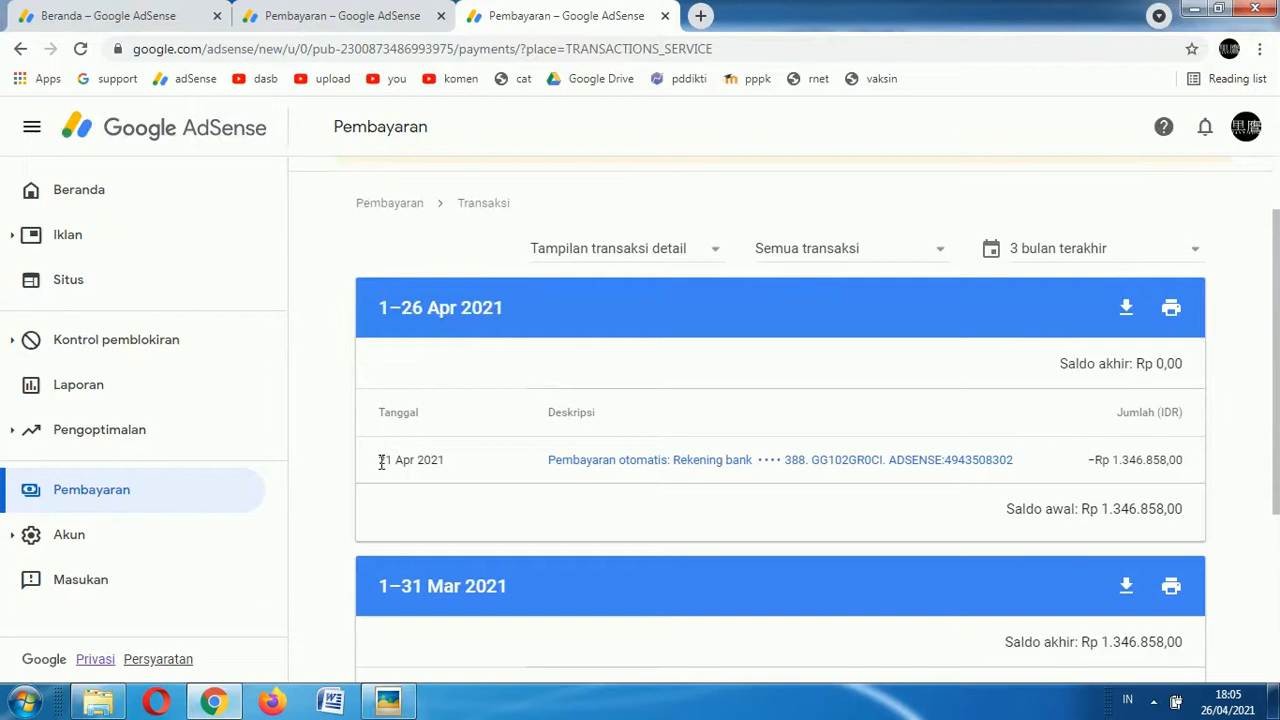 Beranda – Google AdSense
Pembayaran – Google AdSense
Pembayaran – Google AdSense
google.com/adsense/new/u/0/pub-2300873486993975/payments/?place=TRANSACTIONS_SERVICE
Apps
support
adSense
dasb
upload
you
komen
cat
Google Drive
pddikti
pppk
rnet
vaksin
Reading list
Google AdSense
Pembayaran
黒鷹
Beranda
Iklan
Situs
Kontrol pemblokiran
Laporan
Pengoptimalan
Pembayaran
Akun
Masukan
Google Privasi Persyaratan
Pembayaran > Transaksi
Tampilan transaksi detail
Semua transaksi
3 bulan terakhir
1–26 Apr 2021
Saldo akhir: Rp 0,00
Tanggal Deskripsi Jumlah (IDR)
21 Apr 2021 Pembayaran otomatis: Rekening bank •••• 388. GG102GR0CI. ADSENSE:4943508302 −Rp 1.346.858,00
Saldo awal: Rp 1.346.858,00
1–31 Mar 2021
Saldo akhir: Rp 1.346.858,00
IN
18:05
26/04/2021